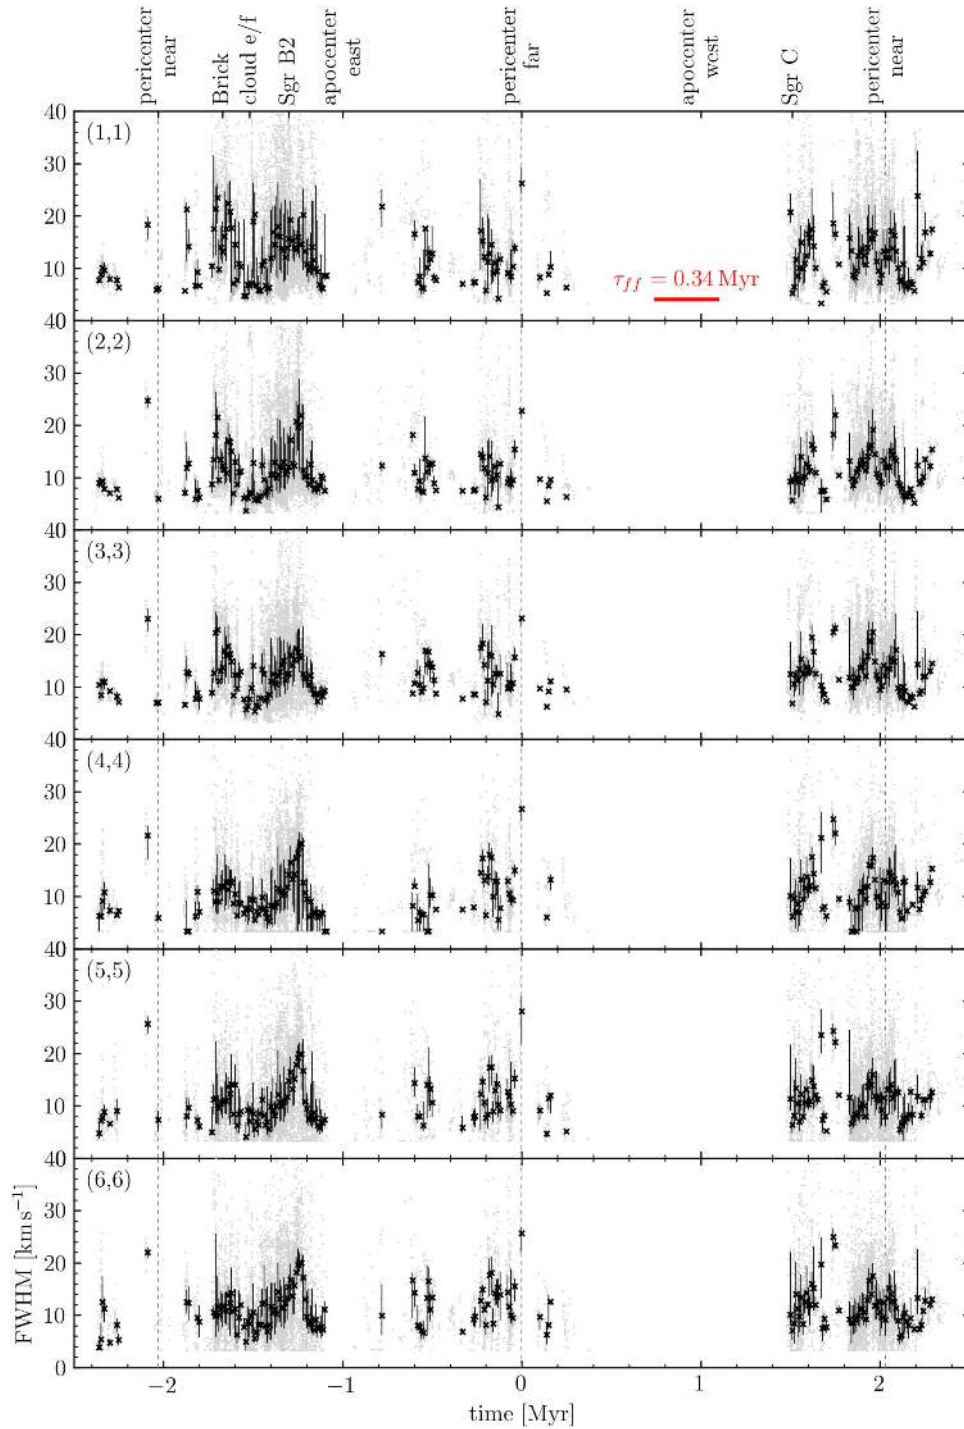 pericenter near
Brick
cloud e/f
Sgr B2
apocenter east
pericenter far
apocenter west
Sgr C
pericenter near
40
(1,1)
30
20
τff = 0.34 Myr
10
40
(2,2)
30
20
10
40
(3,3)
30
20
10
40
(4,4)
30
20
10
40
(5,5)
30
20
10
40
(6,6)
30
20
10
0
FWHM [km s⁻¹]
−2 −1 0 1 2
time [Myr]